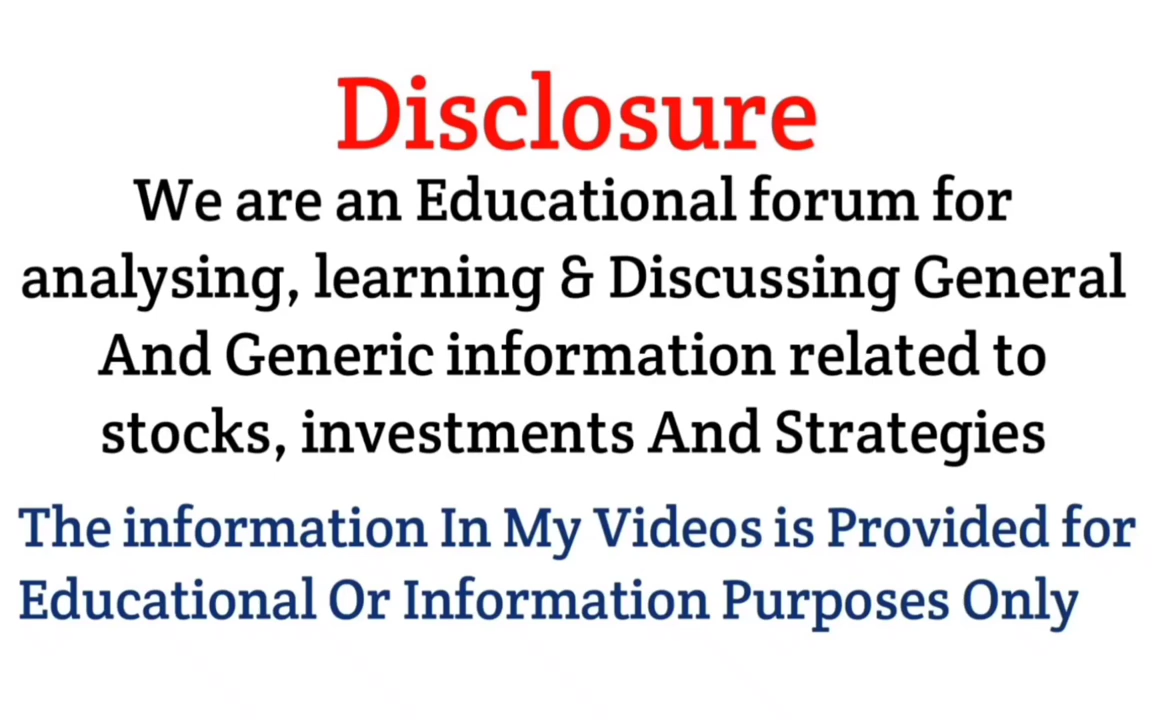 Disclosure
We are an Educational forum for
analysing, learning & Discussing General
And Generic information related to
stocks, investments And Strategies
The information In My Videos is Provided for
Educational Or Information Purposes Only